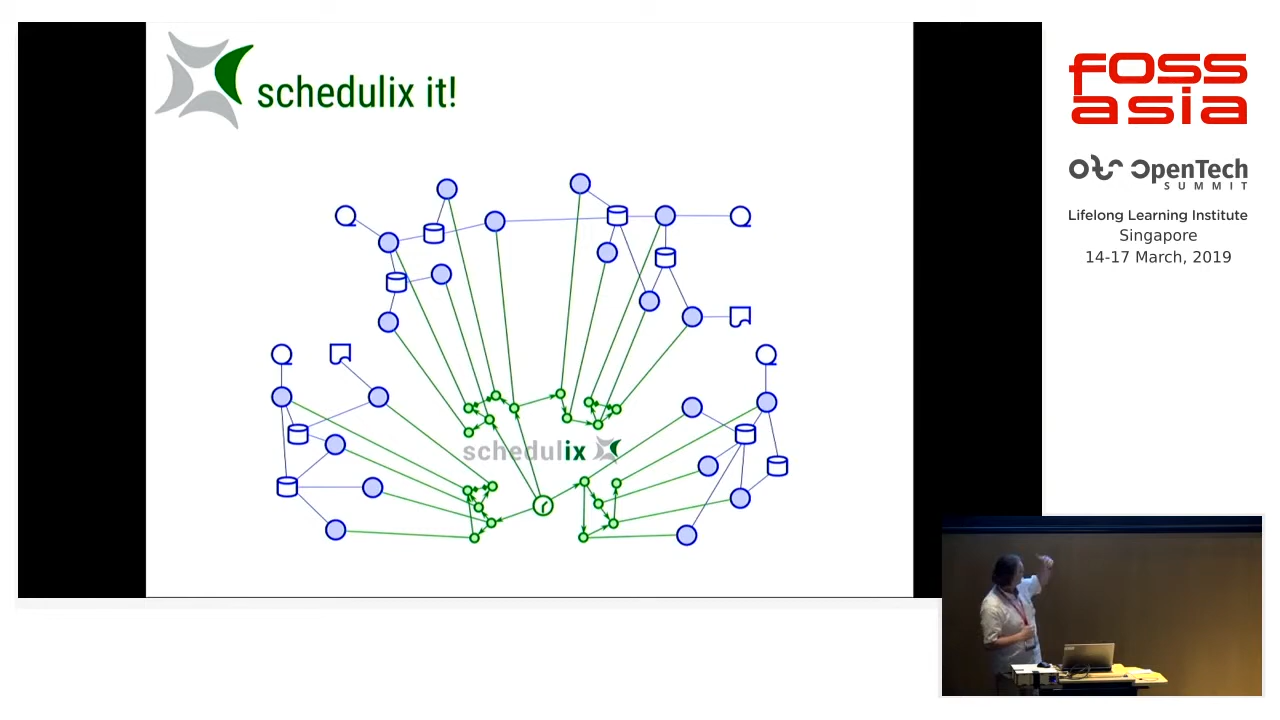 schedulix it!
schedulix
FOSS
asia
OpenTech
SUMMIT
Lifelong Learning Institute
Singapore
14-17 March, 2019